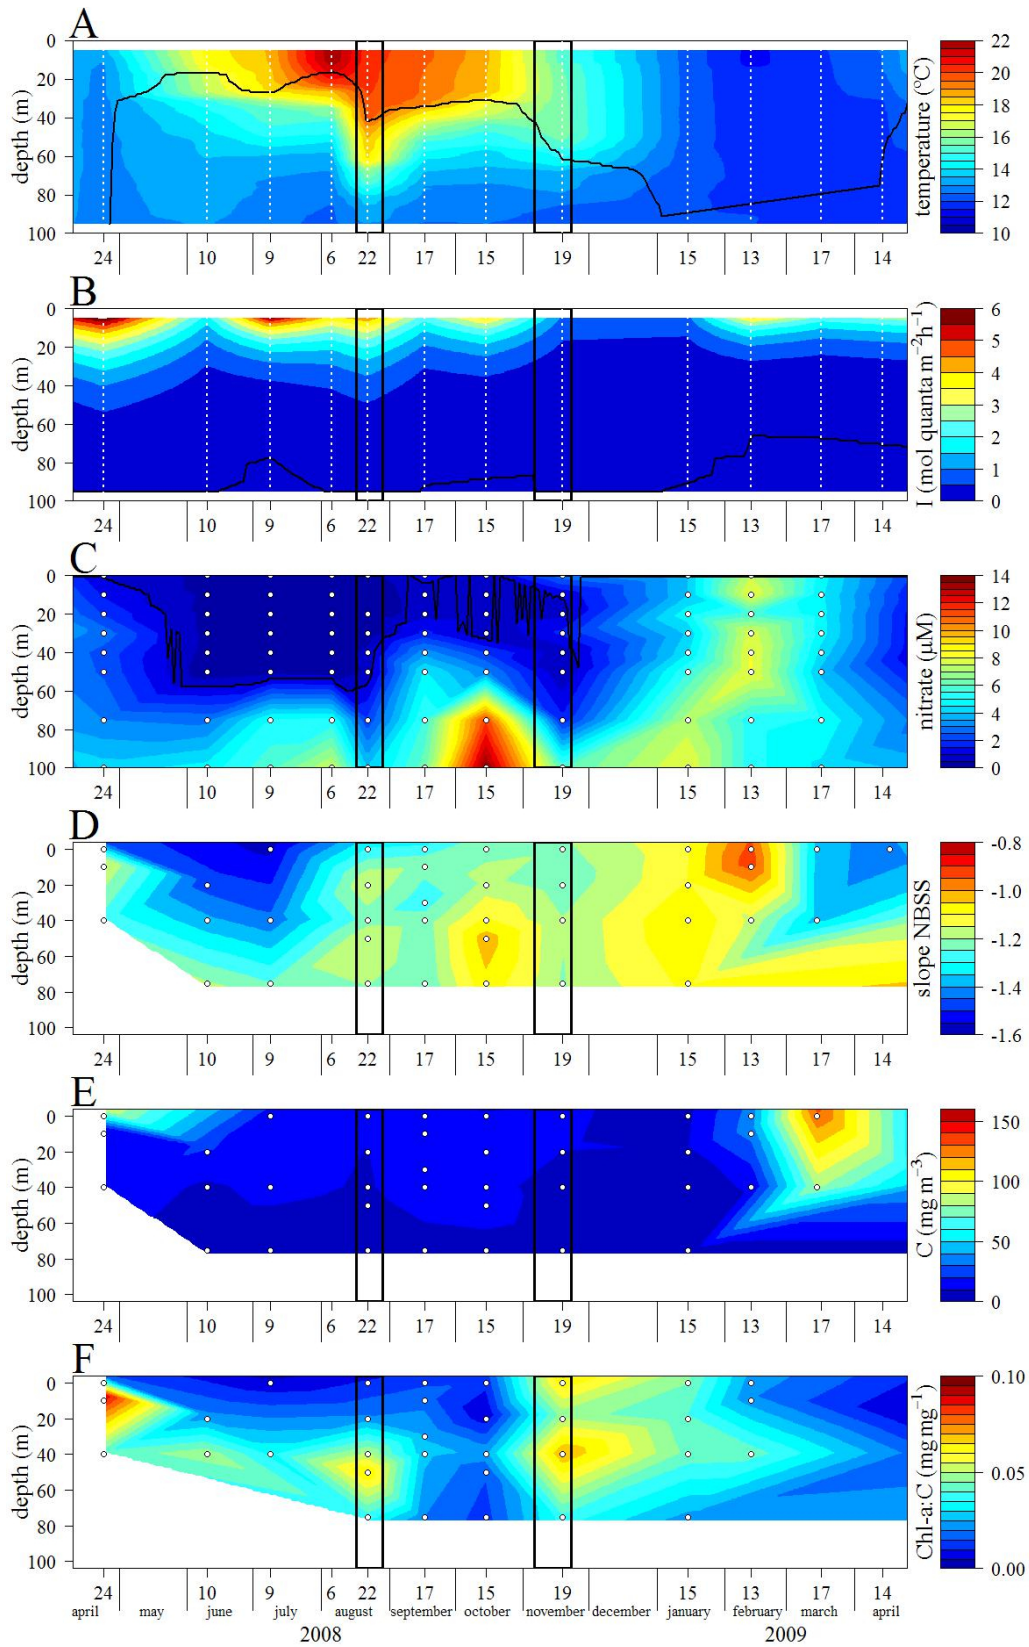 A
0
20
40
60
80
100
depth (m)
24 10 9 6 22 17 15 19 15 13 17 14
22
20
18
16
14
12
10
temperature (°C)
B
0
20
40
60
80
100
depth (m)
24 10 9 6 22 17 15 19 15 13 17 14
6
5
4
3
2
1
0
I (mol quanta m⁻²h⁻¹)
C
0
20
40
60
80
100
depth (m)
24 10 9 6 22 17 15 19 15 13 17 14
14
12
10
8
6
4
2
0
nitrate (µM)
D
0
20
40
60
80
100
depth (m)
24 10 9 6 22 17 15 19 15 13 17 14
-0.8
-1.0
-1.2
-1.4
-1.6
slope NBSS
E
0
20
40
60
80
100
depth (m)
24 10 9 6 22 17 15 19 15 13 17 14
150
100
50
0
C (mg m⁻³)
F
0
20
40
60
80
100
depth (m)
24 10 9 6 22 17 15 19 15 13 17 14
0.10
0.05
0.00
Chl-a:C (mg mg⁻¹)
april may june july august september october november december january february march april
2008 2009